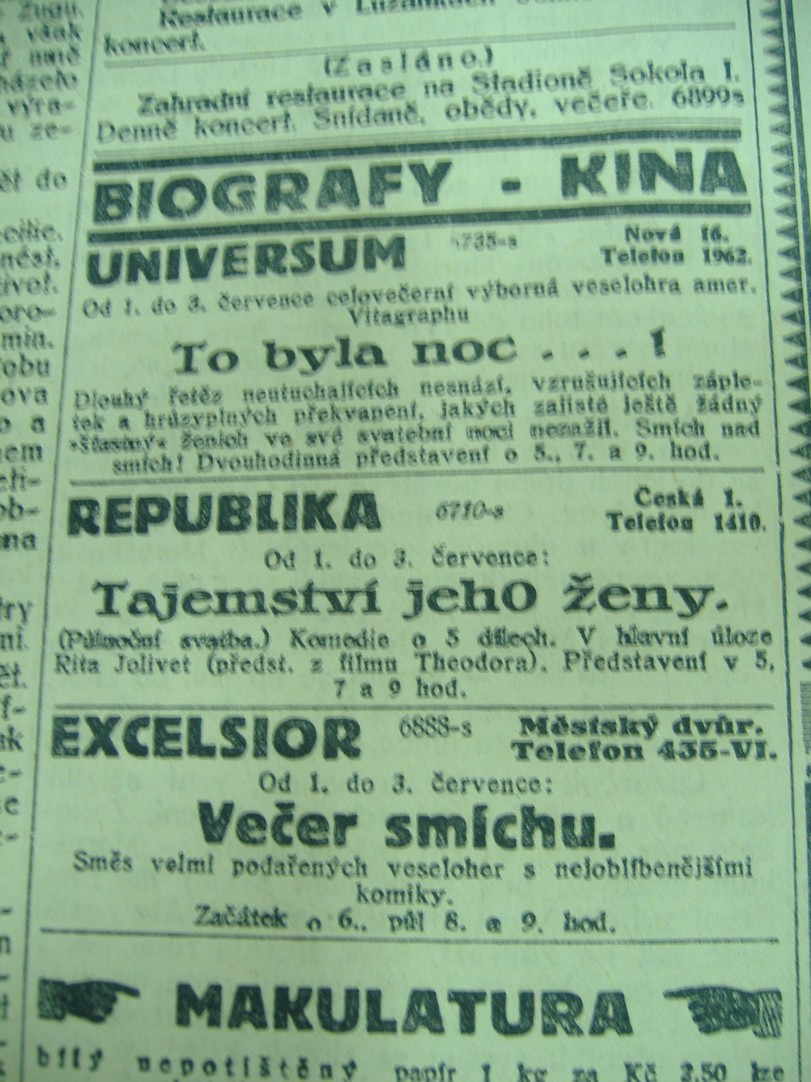 Restaurace v Lužánkách
koncert.
(Zasláno.)
Zahradní restaurace na Stadioně Sokola I.
Denně koncert. Snídaně, obědy, večeře. 6899s
BIOGRAFY - KINA
UNIVERSUM 4735-s Nová 16.
Telefon 1962.
Od 1. do 3. července celovečerní výborná veselohra amer.
Vitagraphu
To byla noc . . . !
Dlouhý řetěz neutuchajících nesnází, vzrušujících záple-
tek a hrůzyplných překvapení, jakých zajisté ještě žádný
»šťastný« ženich ve své svatební noci nezažil. Smích nad
smích! Dvouhodinná představení o 5., 7. a 9. hod.
REPUBLIKA 6710-s Česká 1.
Telefon 1410.
Od 1. do 3. července:
Tajemství jeho ženy.
(Půlnoční svatba.) Komedie o 5 dílech. V hlavní úloze
Rita Jolivet (předst. z filmu Theodora). Představení v 5,
7 a 9 hod.
EXCELSIOR 6888-s Městský dvůr.
Telefon 435-VI.
Od 1. do 3. července:
Večer smíchu.
Směs velmi podařených veseloher s nejoblíbenějšími
komiky.
Začátek o 6., půl 8. a 9. hod.
MAKULATURA
bílý nepotištěný papír 1 kg za Kč 2.50 lze